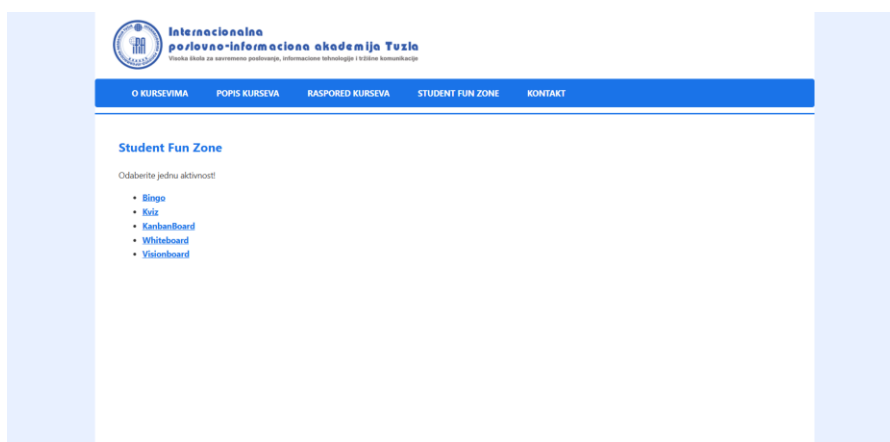 Internacionalna
poslovno-informaciona akademija Tuzla
Visoka škola za savremeno poslovanje, informacione tehnologije i tržišne komunikacije
O KURSEVIMA POPIS KURSEVA RASPORED KURSEVA STUDENT FUN ZONE KONTAKT
Student Fun Zone
Odaberite jednu aktivnost!
Bingo
Kviz
KanbanBoard
Whiteboard
Visionboard